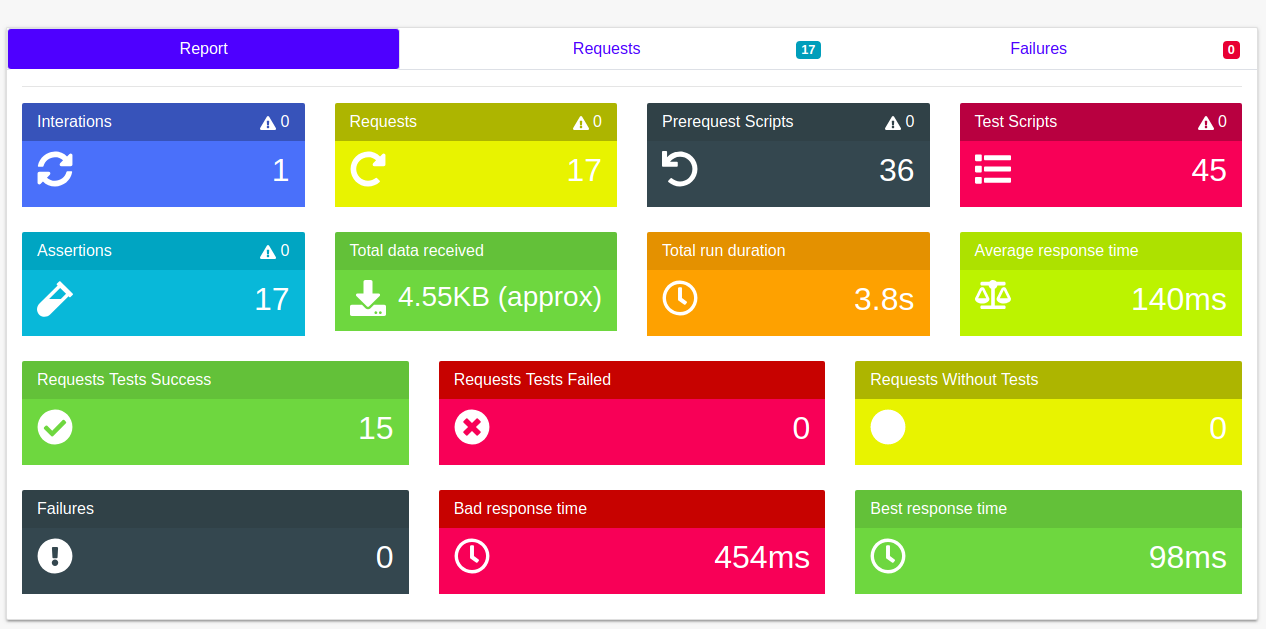 Report
Requests 17
Failures 0
Interations 0
1
Requests 0
17
Prerequest Scripts 0
36
Test Scripts 0
45
Assertions 0
17
Total data received
4.55KB (approx)
Total run duration
3.8s
Average response time
140ms
Requests Tests Success
15
Requests Tests Failed
0
Requests Without Tests
0
Failures
0
Bad response time
454ms
Best response time
98ms